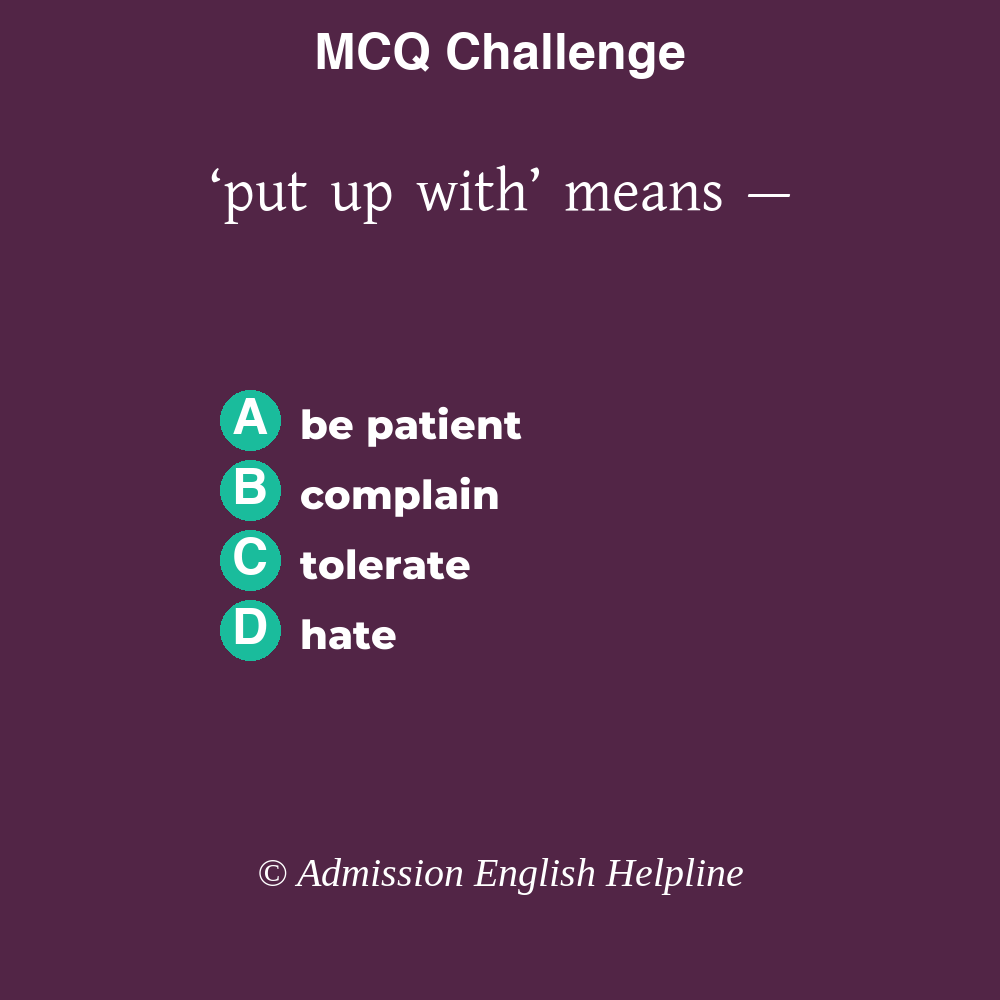 MCQ Challenge
‘put up with’ means —
A be patient
B complain
C tolerate
D hate
© Admission English Helpline